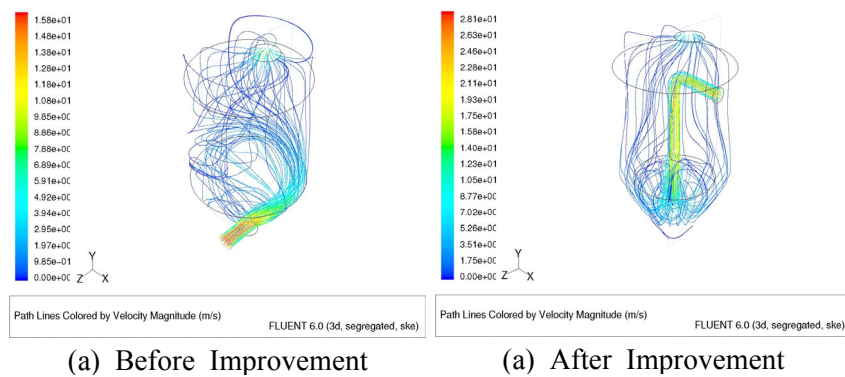 1.58e+01
1.48e+01
1.38e+01
1.28e+01
1.18e+01
1.08e+01
9.85e+00
8.86e+00
7.88e+00
6.89e+00
5.91e+00
4.92e+00
3.94e+00
2.95e+00
1.97e+00
9.85e-01
0.00e+00
Y
Z X
Path Lines Colored by Velocity Magnitude (m/s)
FLUENT 6.0 (3d, segregated, ske)
(a) Before Improvement
2.81e+01
2.63e+01
2.46e+01
2.28e+01
2.11e+01
1.93e+01
1.75e+01
1.58e+01
1.40e+01
1.23e+01
1.05e+01
8.77e+00
7.02e+00
5.26e+00
3.51e+00
1.75e+00
0.00e+00
Y
Z X
Path Lines Colored by Velocity Magnitude (m/s)
FLUENT 6.0 (3d, segregated, ske)
(a) After Improvement